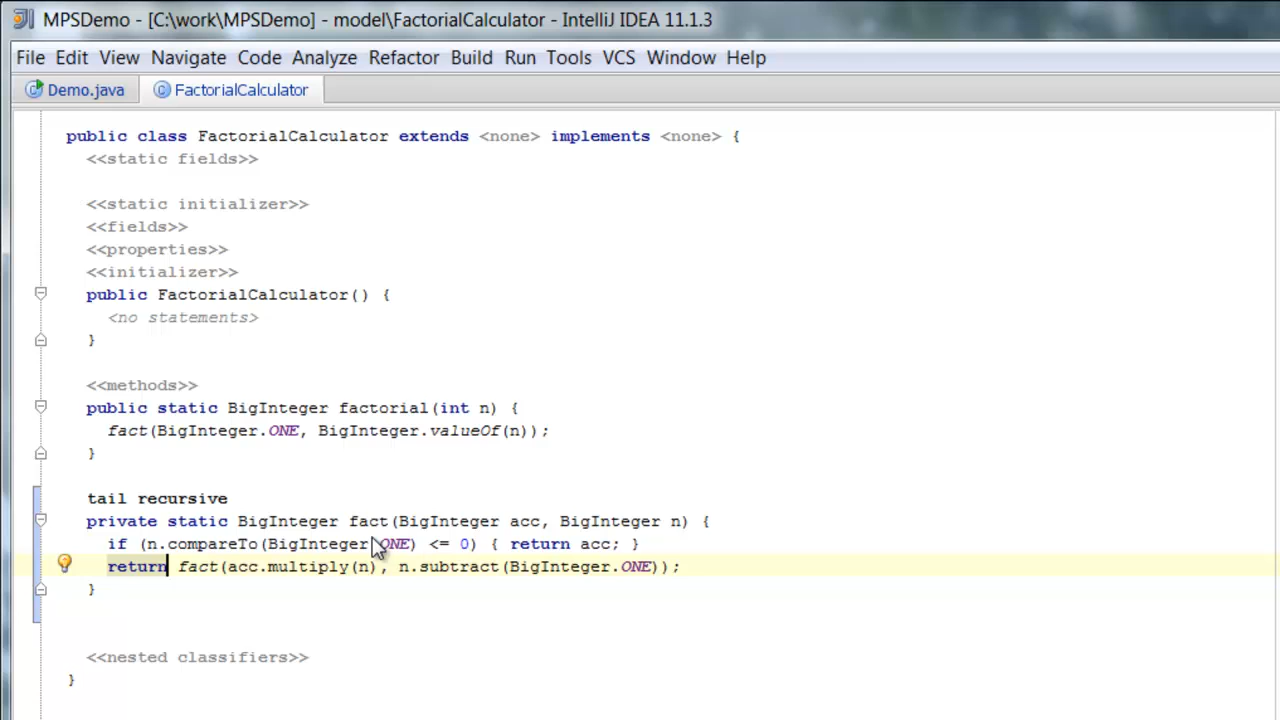 MPSDemo - [C:\work\MPSDemo] - model\FactorialCalculator - IntelliJ IDEA 11.1.3
File Edit View Navigate Code Analyze Refactor Build Run Tools VCS Window Help
Demo.java FactorialCalculator
public class FactorialCalculator extends <none> implements <none> {
<<static fields>>
<<static initializer>>
<<fields>>
<<properties>>
<<initializer>>
public FactorialCalculator() {
<no statements>
}
<<methods>>
public static BigInteger factorial(int n) {
fact(BigInteger.ONE, BigInteger.valueOf(n));
}
tail recursive
private static BigInteger fact(BigInteger acc, BigInteger n) {
if (n.compareTo(BigInteger.ONE) <= 0) { return acc; }
return fact(acc.multiply(n), n.subtract(BigInteger.ONE));
}
<<nested classifiers>>
}